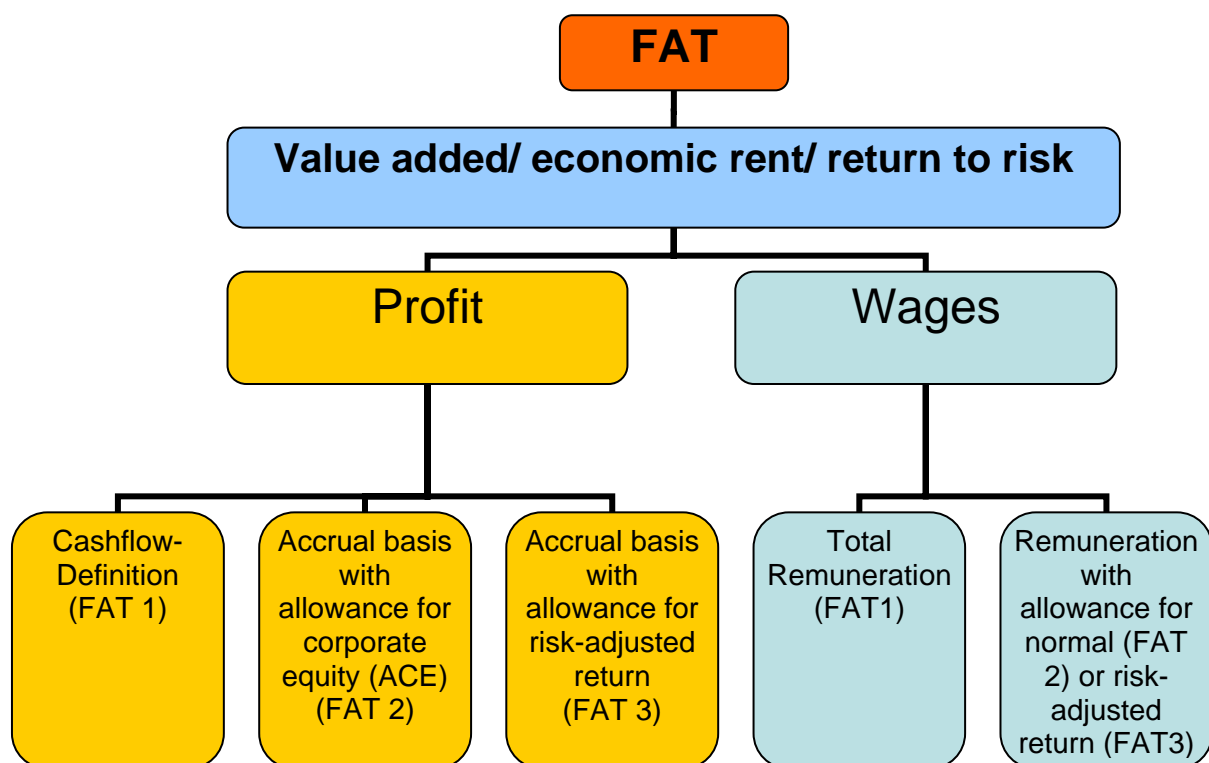 FAT
Value added/ economic rent/ return to risk
Profit
Wages
Cashflow-
Definition
(FAT 1)
Accrual basis
with
allowance for
corporate
equity (ACE)
(FAT 2)
Accrual basis
with
allowance for
risk-adjusted
return
(FAT 3)
Total
Remuneration
(FAT1)
Remuneration
with
allowance for
normal (FAT
2) or risk-
adjusted
return (FAT3)